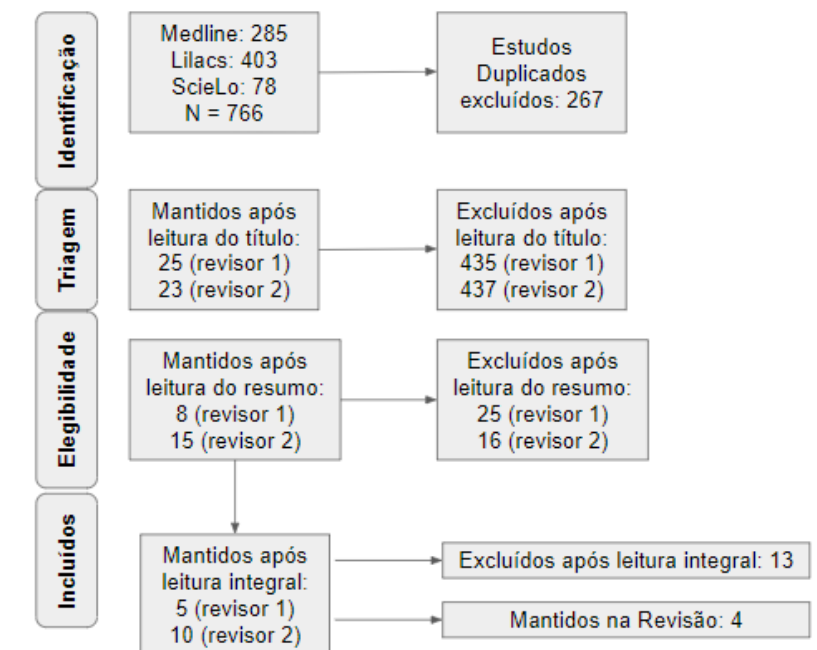 Identificação
Medline: 285
Lilacs: 403
ScieLo: 78
N = 766
Estudos
Duplicados
excluídos: 267
Triagem
Mantidos após
leitura do título:
25 (revisor 1)
23 (revisor 2)
Excluídos após
leitura do título:
435 (revisor 1)
437 (revisor 2)
Elegibilidade
Mantidos após
leitura do resumo:
8 (revisor 1)
15 (revisor 2)
Excluídos após
leitura do resumo:
25 (revisor 1)
16 (revisor 2)
Incluídos
Mantidos após
leitura integral:
5 (revisor 1)
10 (revisor 2)
Excluídos após leitura integral: 13
Mantidos na Revisão: 4